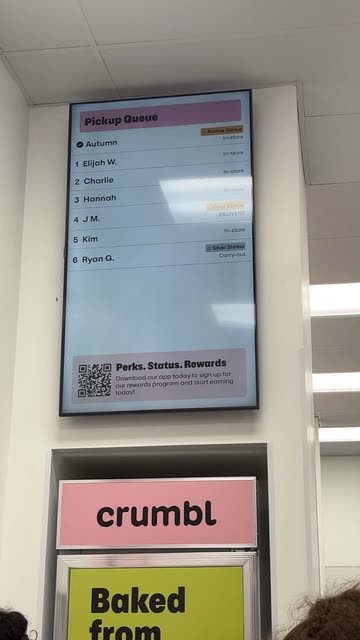 Pickup Queue
Autumn
Bronze Status
In-store
1 Elijah W.
In-store
2 Charlie
In-store
3 Hannah
4 J M.
DELIVERY
5 Kim
In-store
6 Ryan G.
Silver Status
Carry-out
Perks. Status. Rewards
Download our app today to sign up for
our rewards program and start earning
today!
crumbl
Baked
from